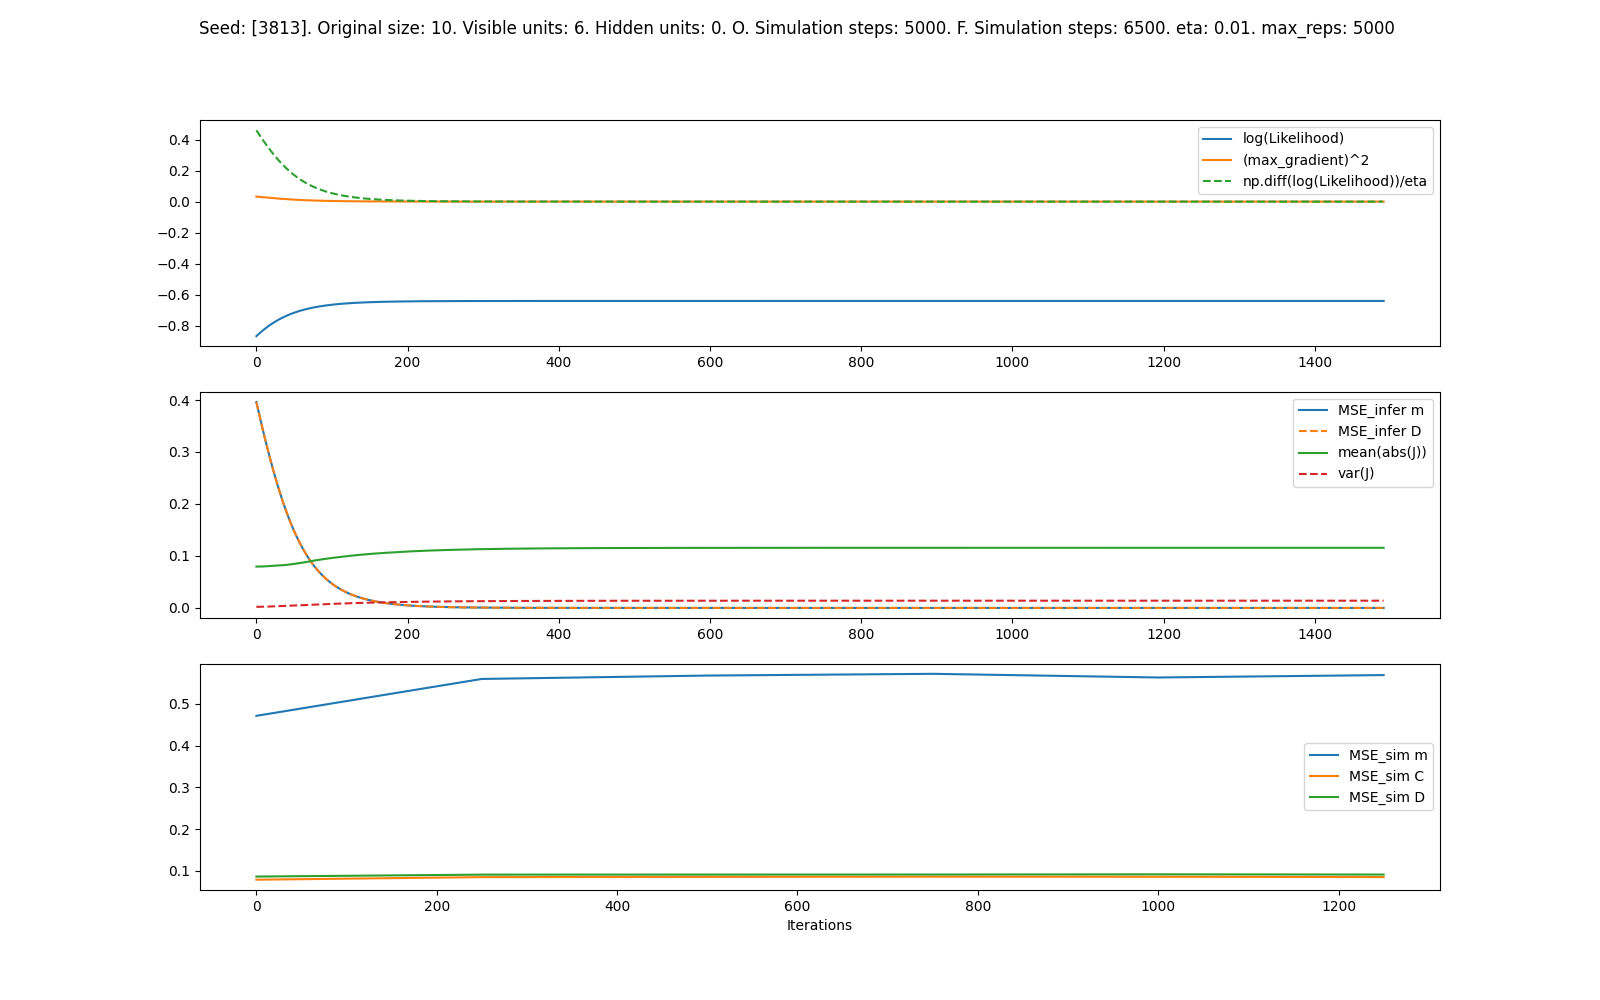 Seed: [3813]. Original size: 10. Visible units: 6. Hidden units: 0. O. Simulation steps: 5000. F. Simulation steps: 6500. eta: 0.01. max_reps: 5000
0.4
0.2
0.0
−0.2
−0.4
−0.6
−0.8
log(Likelihood)
(max_gradient)^2
np.diff(log(Likelihood))/eta
0 200 400 600 800 1000 1200 1400
0.4
0.3
0.2
0.1
0.0
MSE_infer m
MSE_infer D
mean(abs(J))
var(J)
0 200 400 600 800 1000 1200 1400
0.5
0.4
0.3
0.2
0.1
MSE_sim m
MSE_sim C
MSE_sim D
0 200 400 600 800 1000 1200
Iterations